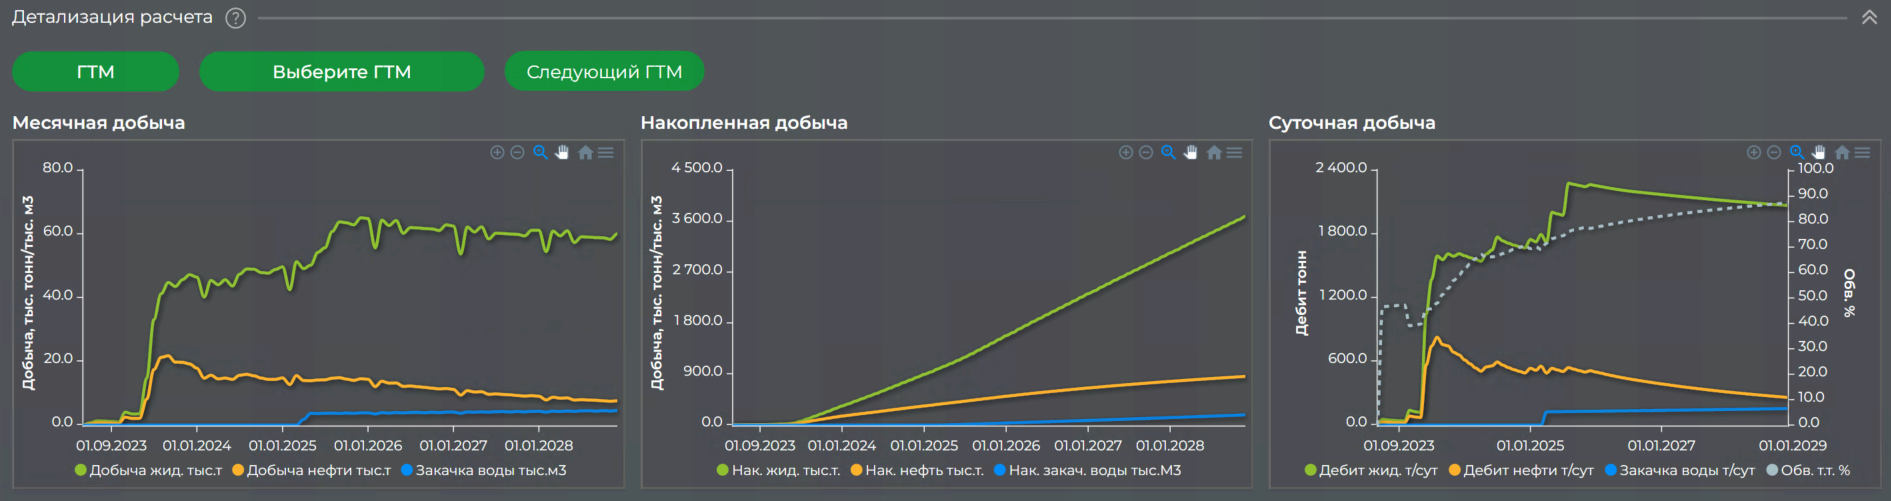 Детализация расчета ?
ГТМ
Выберите ГТМ
Следующий ГТМ
Месячная добыча
Добыча, тыс. тонн/тыс. м3
80.0
60.0
40.0
20.0
0.0
01.09.2023 01.01.2024 01.01.2025 01.01.2026 01.01.2027 01.01.2028
Добыча жид. тыс.т Добыча нефти тыс.т Закачка воды тыс.м3
Накопленная добыча
Добыча, тыс. тонн/тыс. м3
4 500.0
3 600.0
2 700.0
1 800.0
900.0
0.0
01.09.2023 01.01.2024 01.01.2025 01.01.2026 01.01.2027 01.01.2028
Нак. жид. тыс.т. Нак. нефть тыс.т. Нак. закач. воды тыс.М3
Суточная добыча
Дебит тонн
2 400.0
1 800.0
1 200.0
600.0
0.0
100.0
90.0
80.0
70.0
60.0
50.0
40.0
30.0
20.0
10.0
0.0
Обв. %
01.09.2023 01.01.2025 01.01.2027 01.01.2029
Дебит жид. т/сут Дебит нефти т/сут Закачка воды т/сут Обв. т.т. %